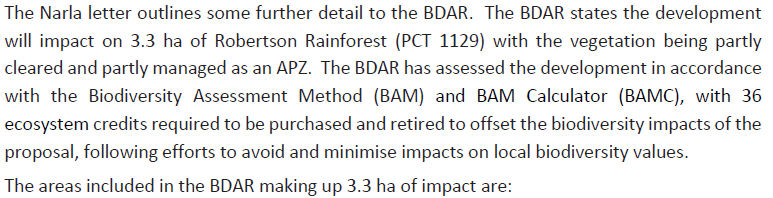 The Narla letter outlines some further detail to the BDAR. The BDAR states the development
will impact on 3.3 ha of Robertson Rainforest (PCT 1129) with the vegetation being partly
cleared and partly managed as an APZ. The BDAR has assessed the development in accordance
with the Biodiversity Assessment Method (BAM) and BAM Calculator (BAMC), with 36
ecosystem credits required to be purchased and retired to offset the biodiversity impacts of the
proposal, following efforts to avoid and minimise impacts on local biodiversity values.
The areas included in the BDAR making up 3.3 ha of impact are: